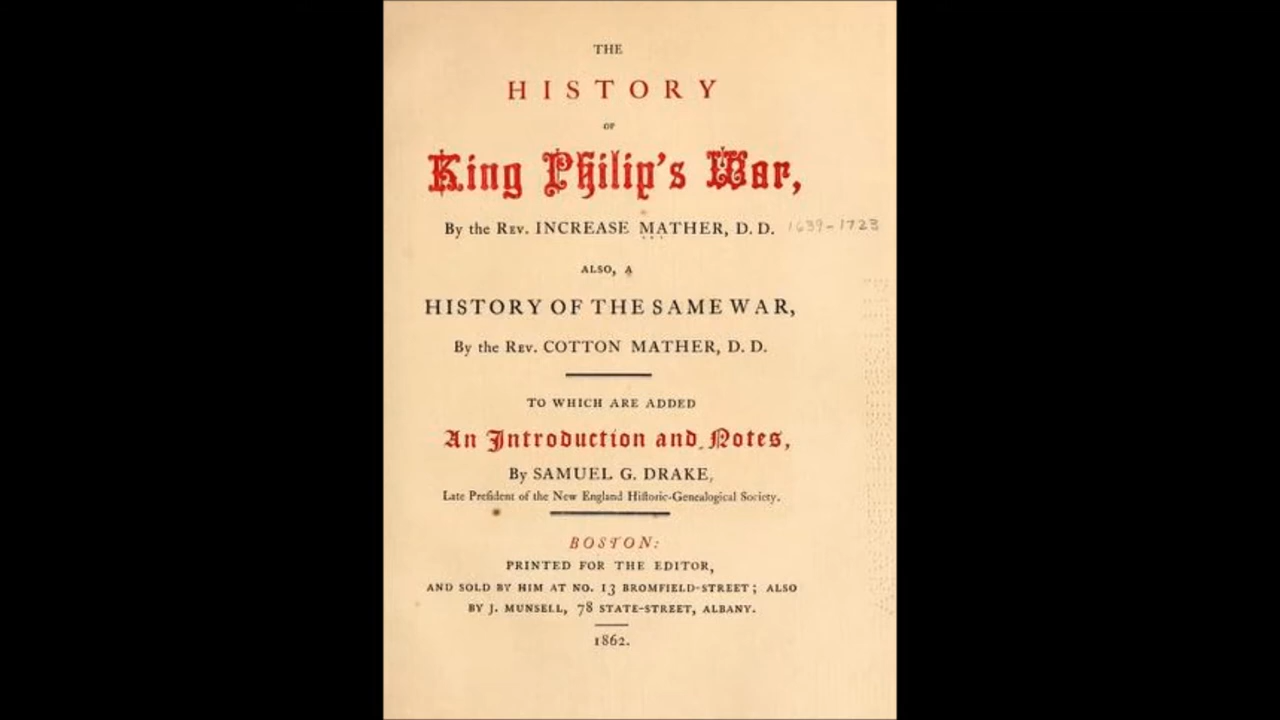 THE
HISTORY
OF
King Philip's War,
By the Rev. INCREASE MATHER, D. D. 1639-1723
ALSO, A
HISTORY OF THE SAME WAR,
By the Rev. COTTON MATHER, D. D.
TO WHICH ARE ADDED
An Introduction and Notes,
By SAMUEL G. DRAKE,
Late Preſident of the New England Hiſtoric-Genealogical Society.
BOSTON:
PRINTED FOR THE EDITOR,
AND SOLD BY HIM AT NO. 13 BROMFIELD-STREET; ALSO
BY J. MUNSELL, 78 STATE-STREET, ALBANY.
1862.